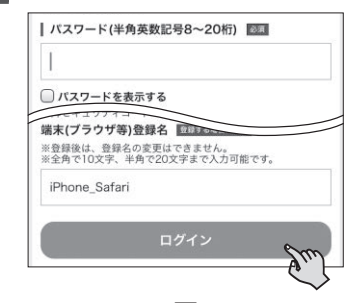 パスワード(半角英数記号8～20桁) 必須
パスワードを表示する
端末(ブラウザ等)登録名
※登録後は、登録名の変更はできません。
※全角で10文字、半角で20文字まで入力可能です。
iPhone_Safari
ログイン